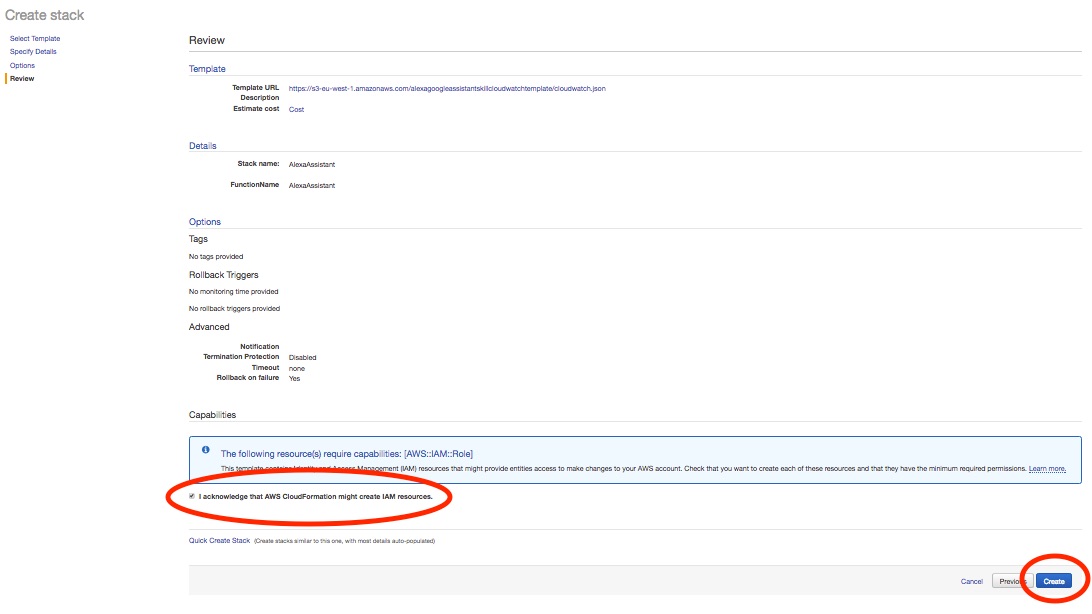 Create stack
Select Template
Specify Details
Options
Review
Review
Template
Template URL https://s3-eu-west-1.amazonaws.com/alexagoogleassistantskillcloudwatchtemplate/cloudwatch.json
Description
Estimate cost Cost
Details
Stack name: AlexaAssistant
FunctionName AlexaAssistant
Options
Tags
No tags provided
Rollback Triggers
No monitoring time provided
No rollback triggers provided
Advanced
Notification
Termination Protection Disabled
Timeout none
Rollback on failure Yes
Capabilities
The following resource(s) require capabilities: [AWS::IAM::Role]
This template contains Identity and Access Management (IAM) resources that might provide entities access to make changes to your AWS account. Check that you want to create each of these resources and that they have the minimum required permissions. Learn more.
I acknowledge that AWS CloudFormation might create IAM resources.
Quick Create Stack (Create stacks similar to this one, with most details auto-populated)
Cancel Previous Create